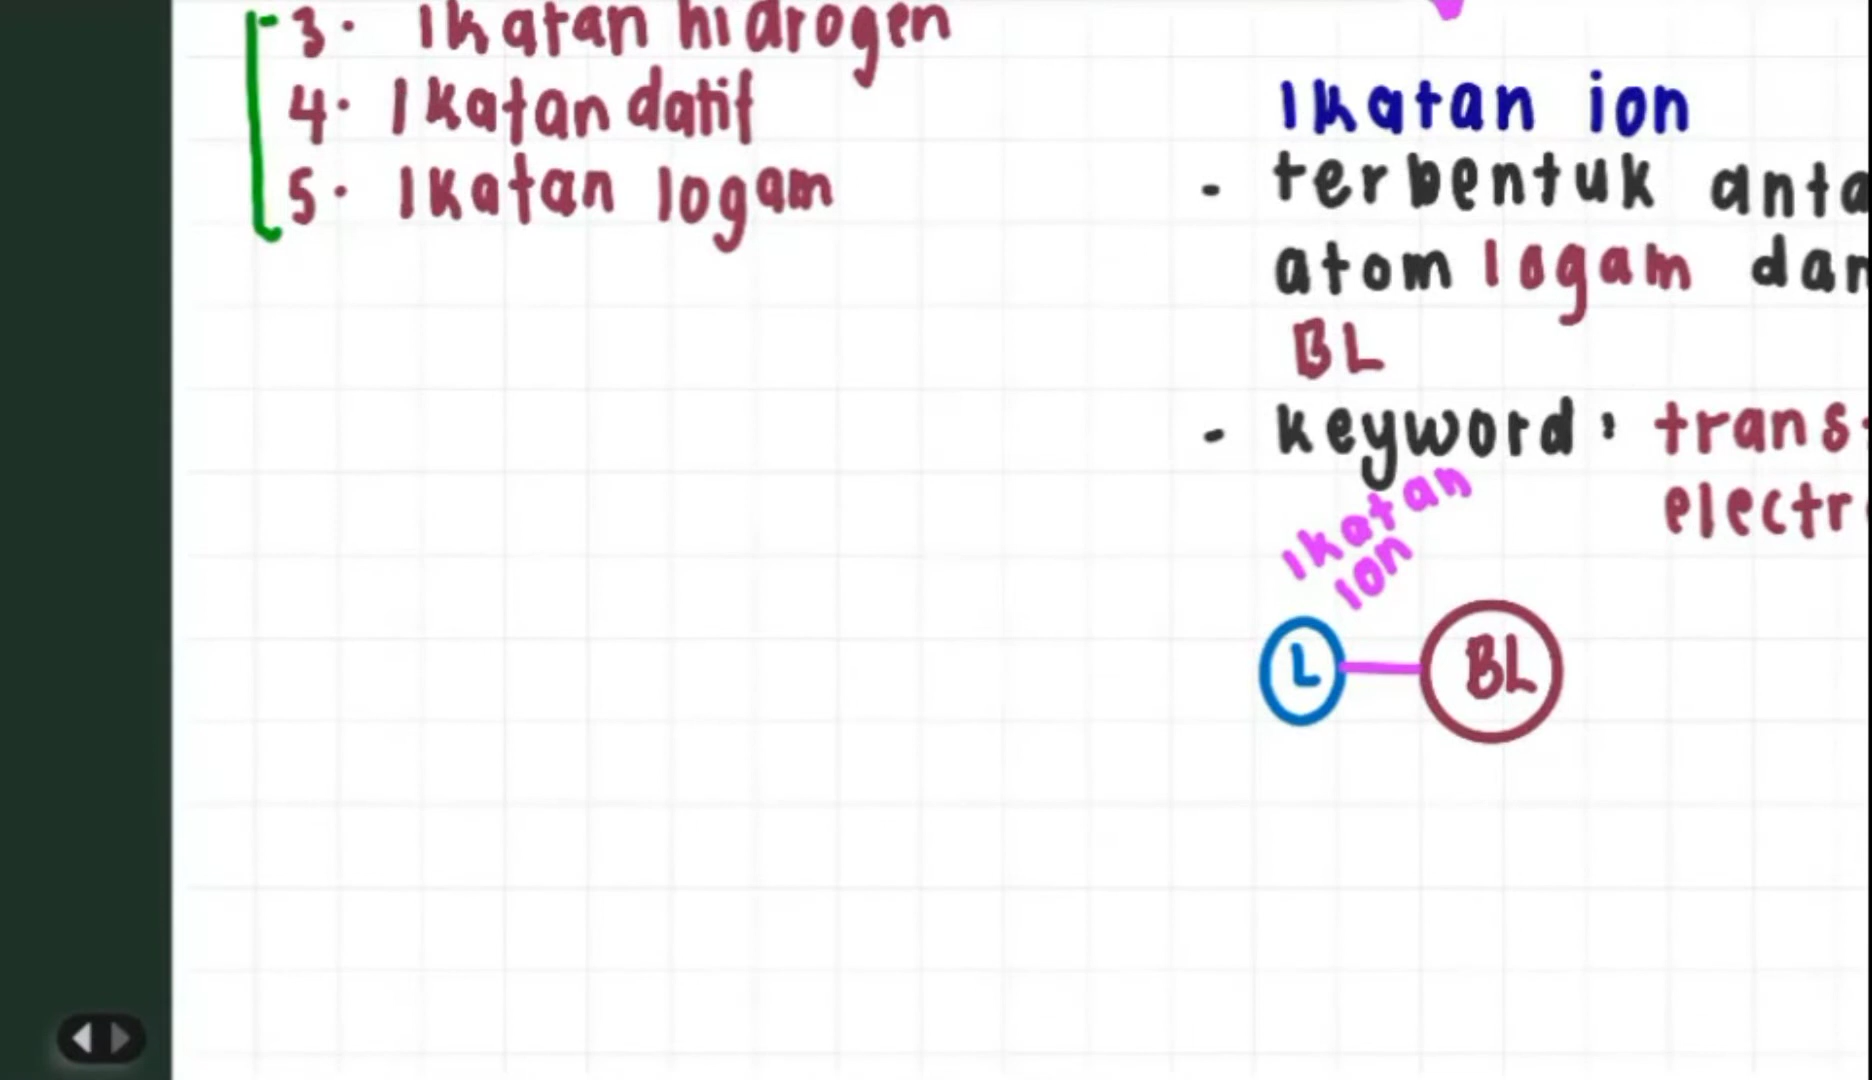 3. Ikatan hidrogen
4. Ikatan datif
5. Ikatan logam
Ikatan ion
- terbentuk anta
atom logam dan
BL
- keyword : trans
electr
Ikatan
ion
L
BL